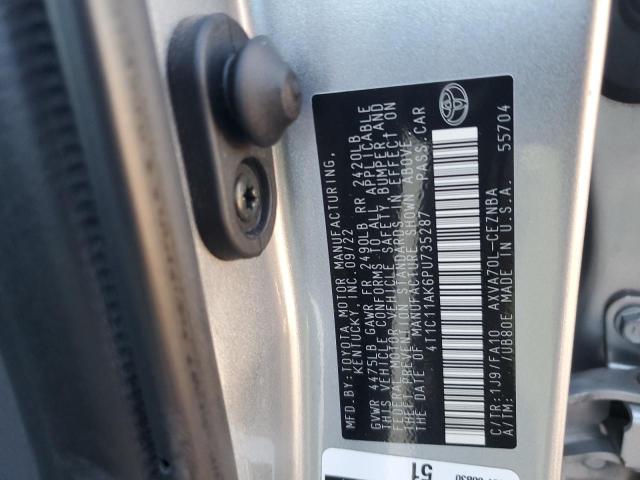 MFD.BY:TOYOTA MOTOR MANUFACTURING,
KENTUCKY, INC. 09/22
GVWR 4475LB GAWR FR 2490LB RR 2420LB
THIS VEHICLE CONFORMS TO ALL APPLICABLE
FEDERAL MOTOR VEHICLE SAFETY, BUMPER, AND
THEFT PREVENTION STANDARDS IN EFFECT ON
THE DATE OF MANUFACTURE SHOWN ABOVE.
4T1C11AK6PU735287 PASS.CAR
C/TR:1J9/FA10 AXVA70L-CEZNBA
A/TM: /UB80E MADE IN U.S.A. 55704
51